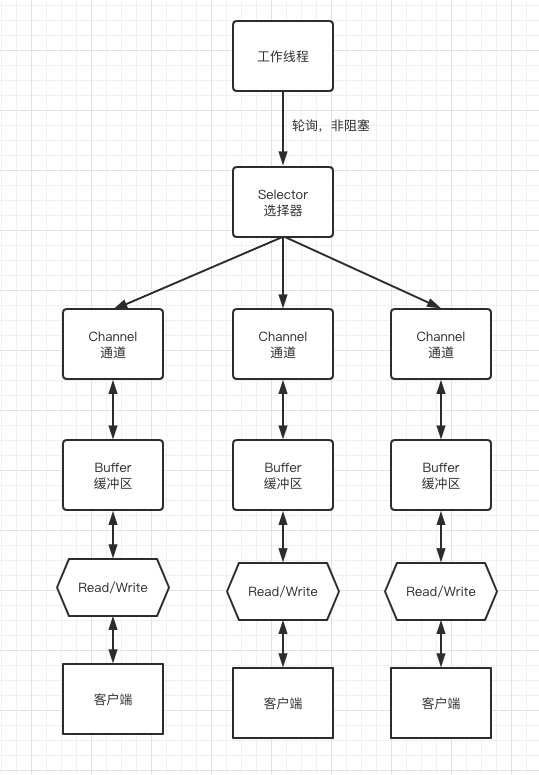 工作线程
轮询，非阻塞
Selector
选择器
Channel
通道
Channel
通道
Channel
通道
Buffer
缓冲区
Buffer
缓冲区
Buffer
缓冲区
Read/Write
Read/Write
Read/Write
客户端
客户端
客户端